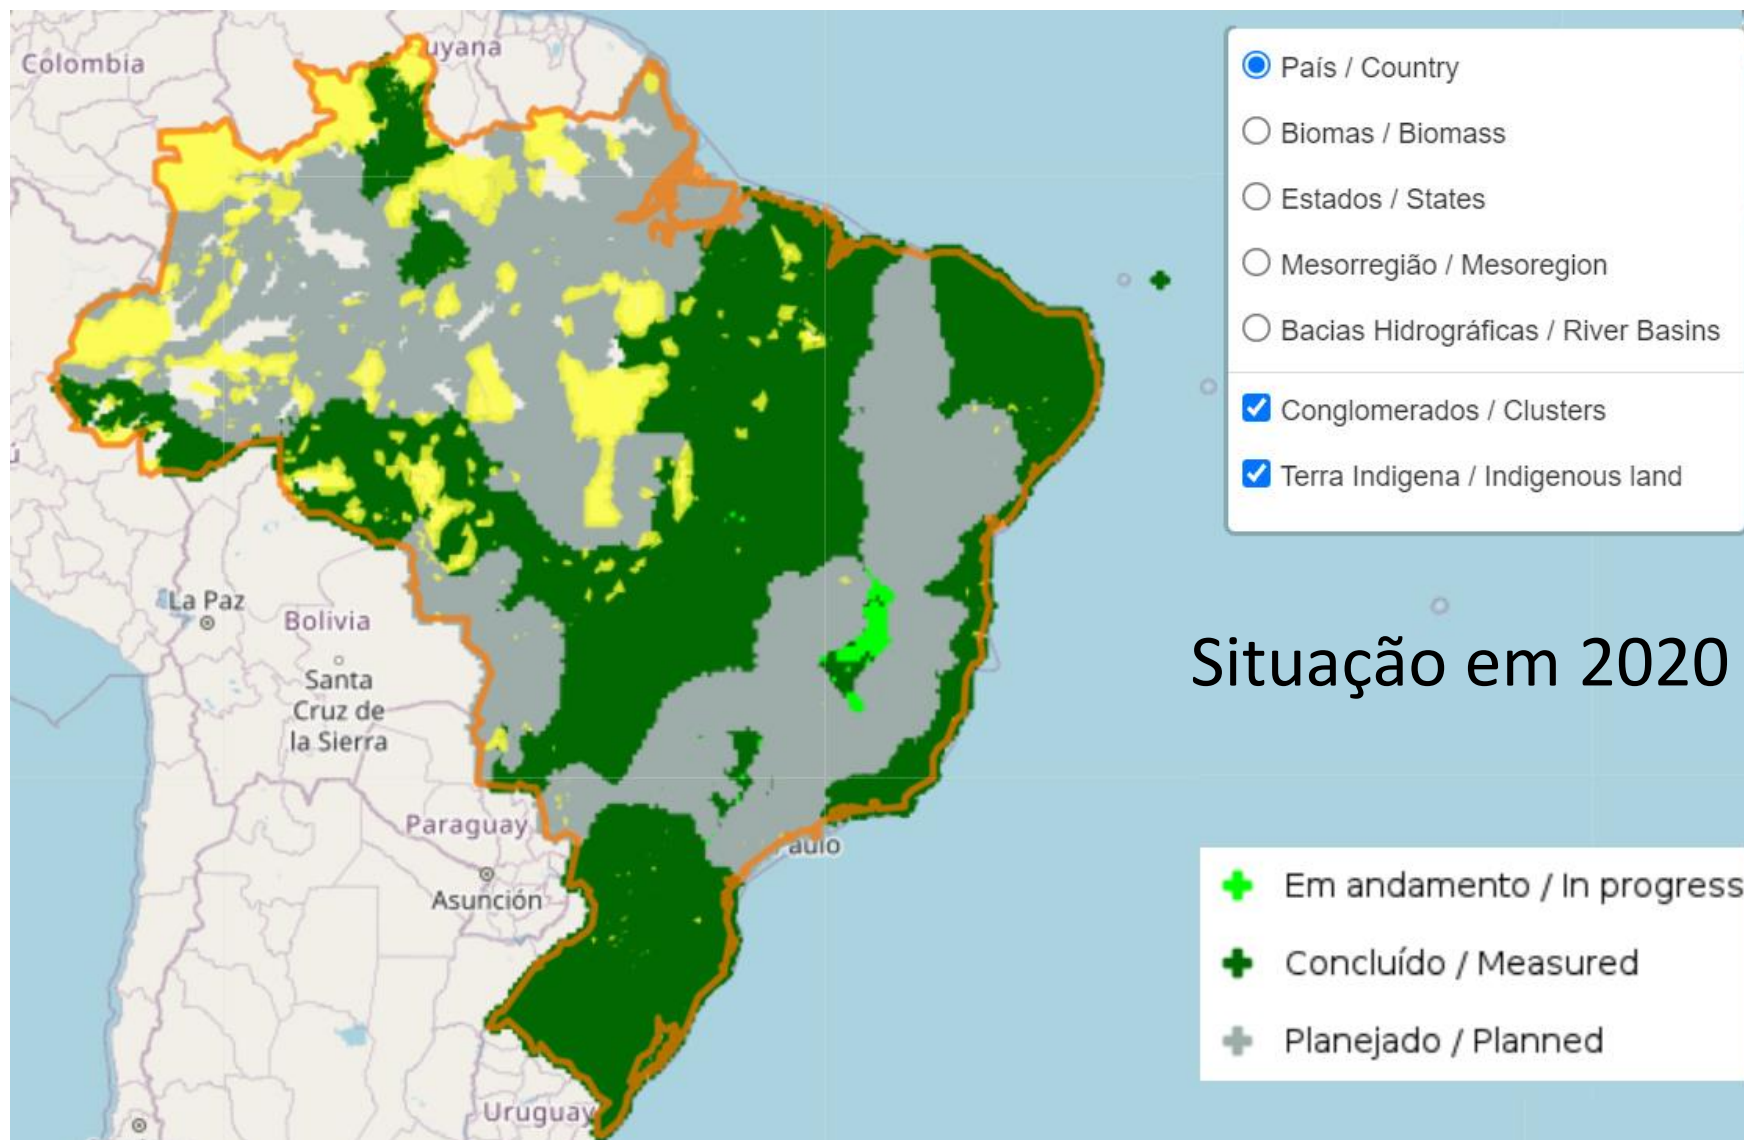 Colombia
uyana
País / Country
Biomas / Biomass
Estados / States
Mesorregião / Mesoregion
Bacias Hidrográficas / River Basins
Conglomerados / Clusters
Terra Indigena / Indigenous land
La Paz
Bolivia
Santa
Cruz de
la Sierra
Situação em 2020
Paraguay
aulo
Asunción
Em andamento / In progress
Concluído / Measured
Planejado / Planned
Uruguay